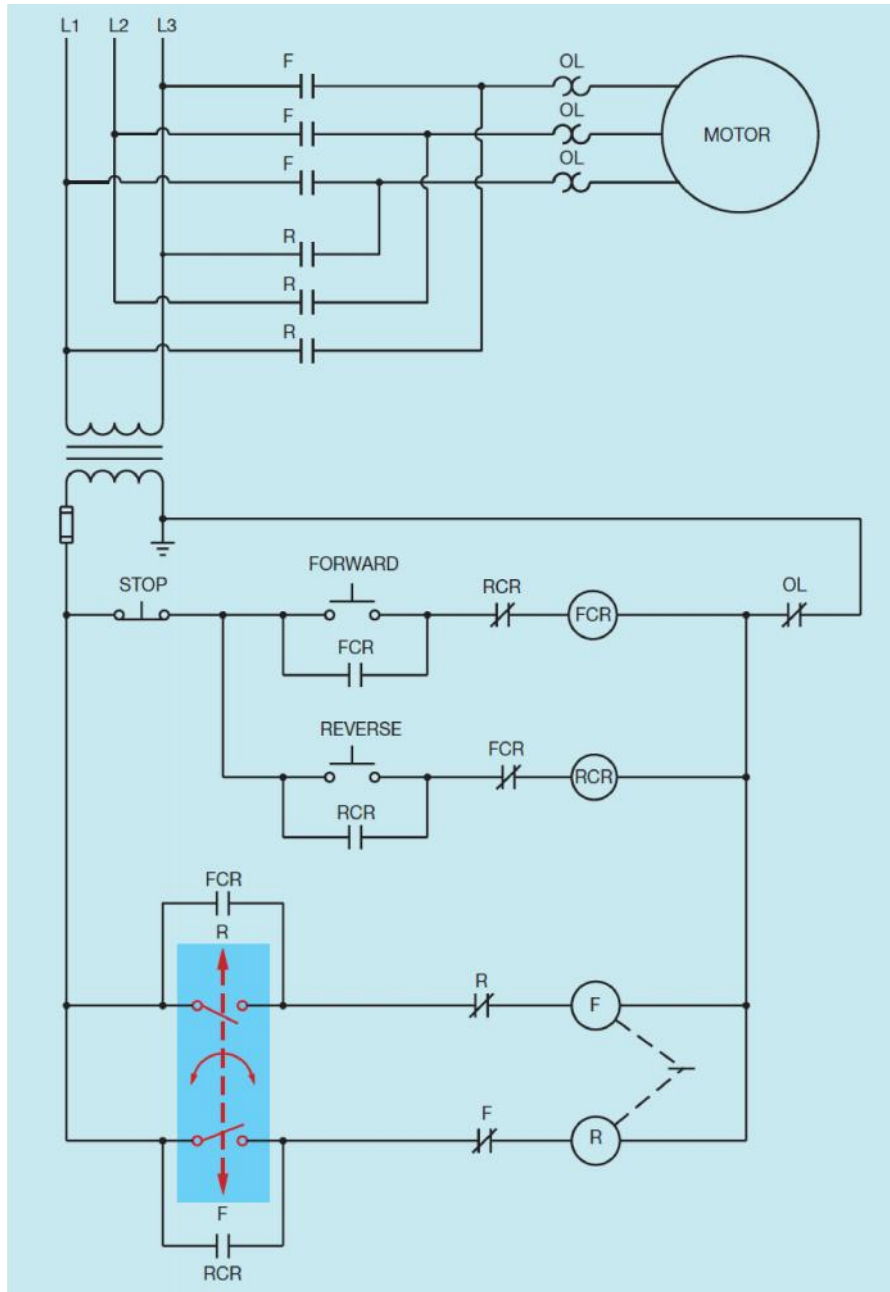 L1 L2 L3
F OL
F OL
MOTOR
F OL
R
R
R
FORWARD
STOP RCR OL
FCR
FCR
REVERSE
FCR
RCR
RCR
FCR
R
R
F
F
R
F
RCR